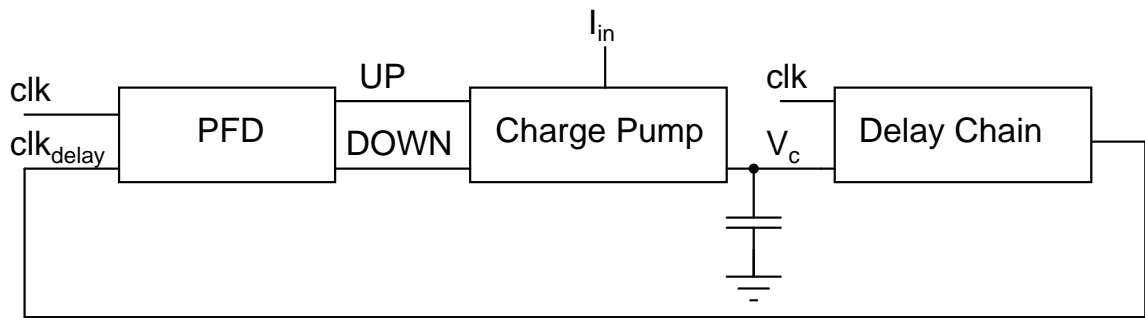 I_in
clk
UP
clk
PFD
Charge Pump
Delay Chain
clk_delay
DOWN
V_c